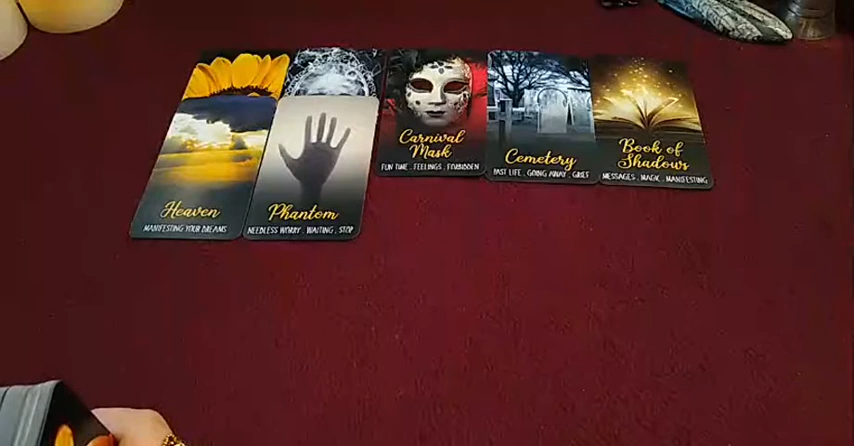 Heaven
MANIFESTING YOUR DREAMS
Phantom
NEEDLESS WORRY . WAITING . STOP
Carnival
Mask
FUN TIME . FEELINGS . FORBIDDEN
Cemetery
PAST LIFE . GOING AWAY . GRIEF
Book of
Shadows
MESSAGES . MAGIC . MANIFESTING